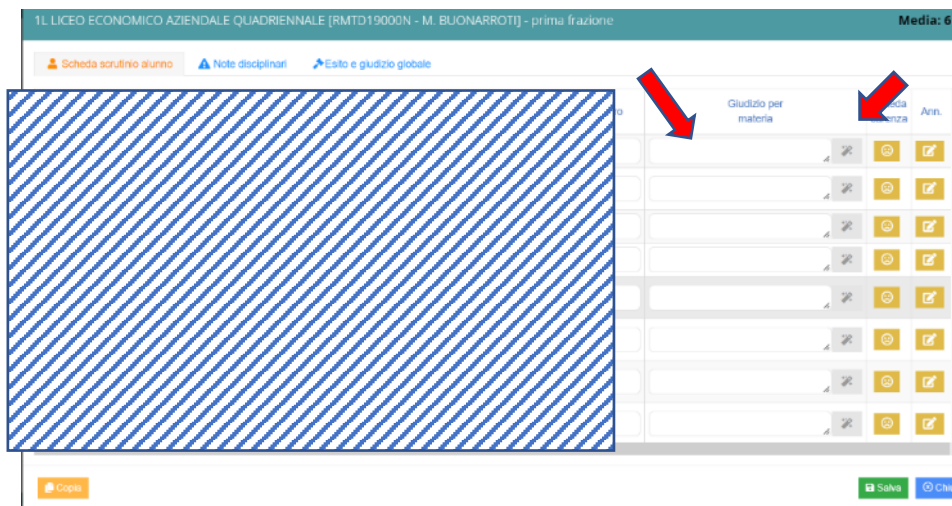 1L LICEO ECONOMICO AZIENDALE QUADRIENNALE [RMTD19000N - M. BUONARROTI] - prima frazione Media: 6
Scheda scrutinio alunno Note disciplinari Esito e giudizio globale
Giudizio per
materia
Ann.
Copia Salva